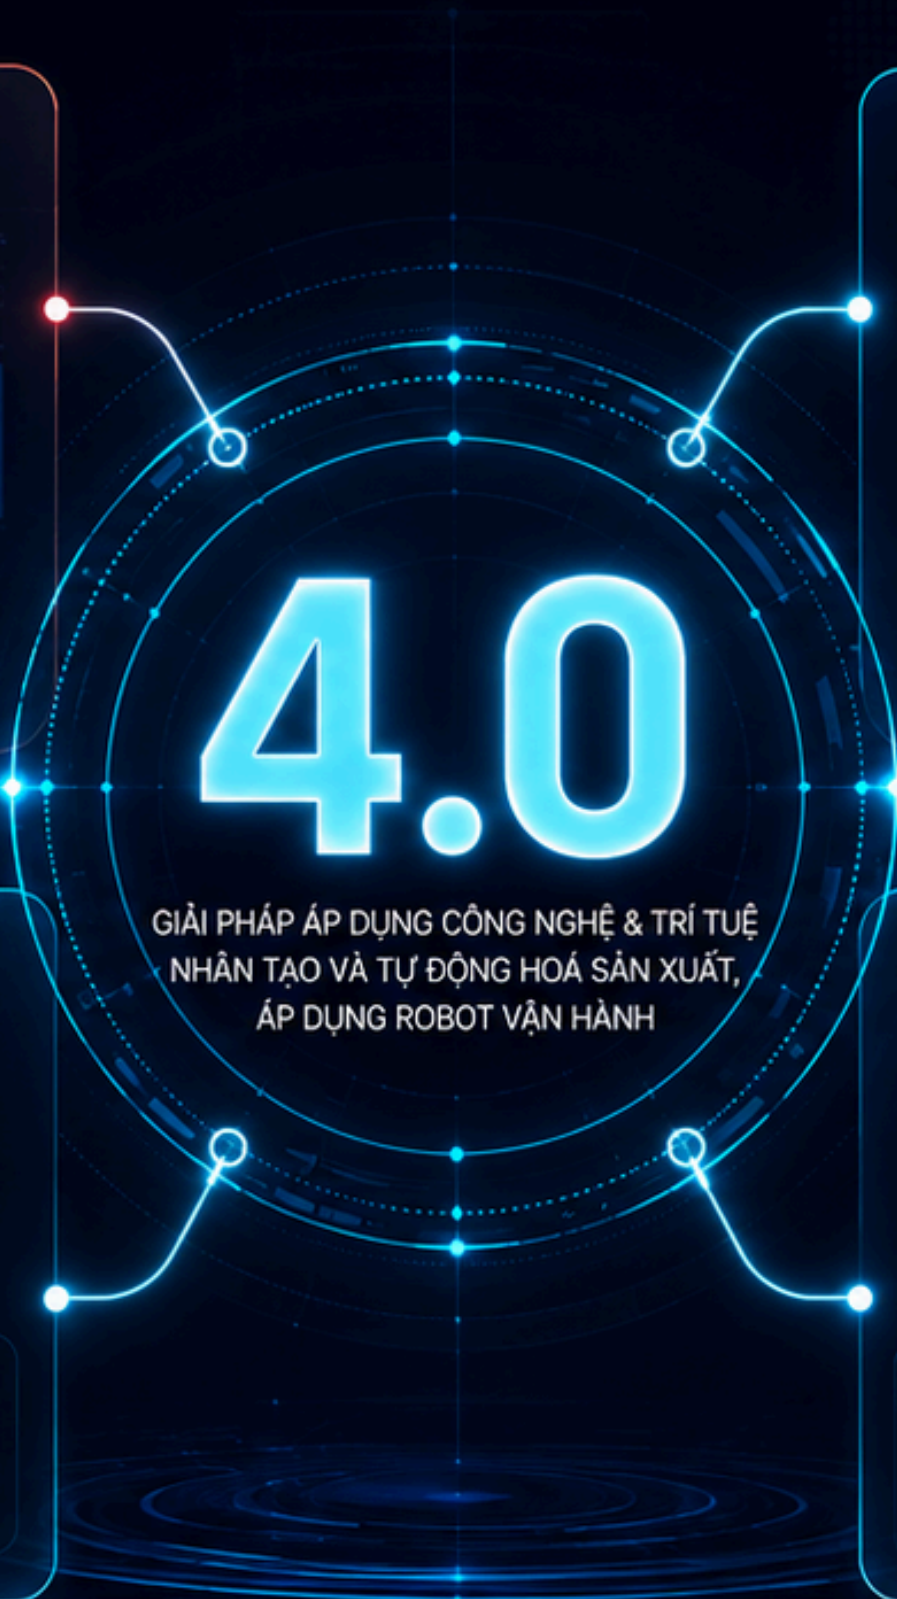 4.0
GIẢI PHÁP ÁP DỤNG CÔNG NGHỆ & TRÍ TUỆ
NHÂN TẠO VÀ TỰ ĐỘNG HOÁ SẢN XUẤT,
ÁP DỤNG ROBOT VẬN HÀNH